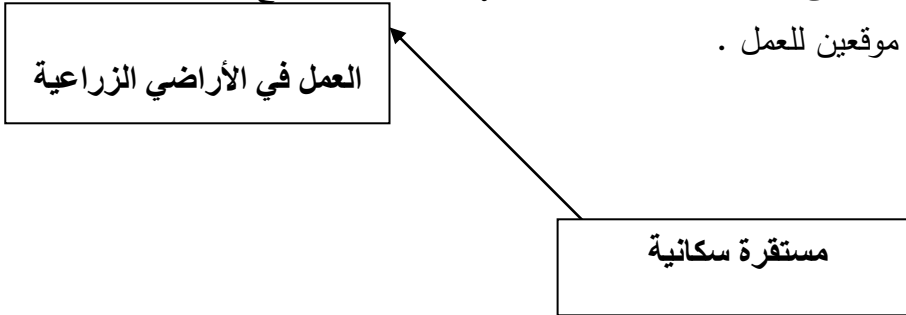 موقعين للعمل .
العمل في الأراضي الزراعية
مستقرة سكانية